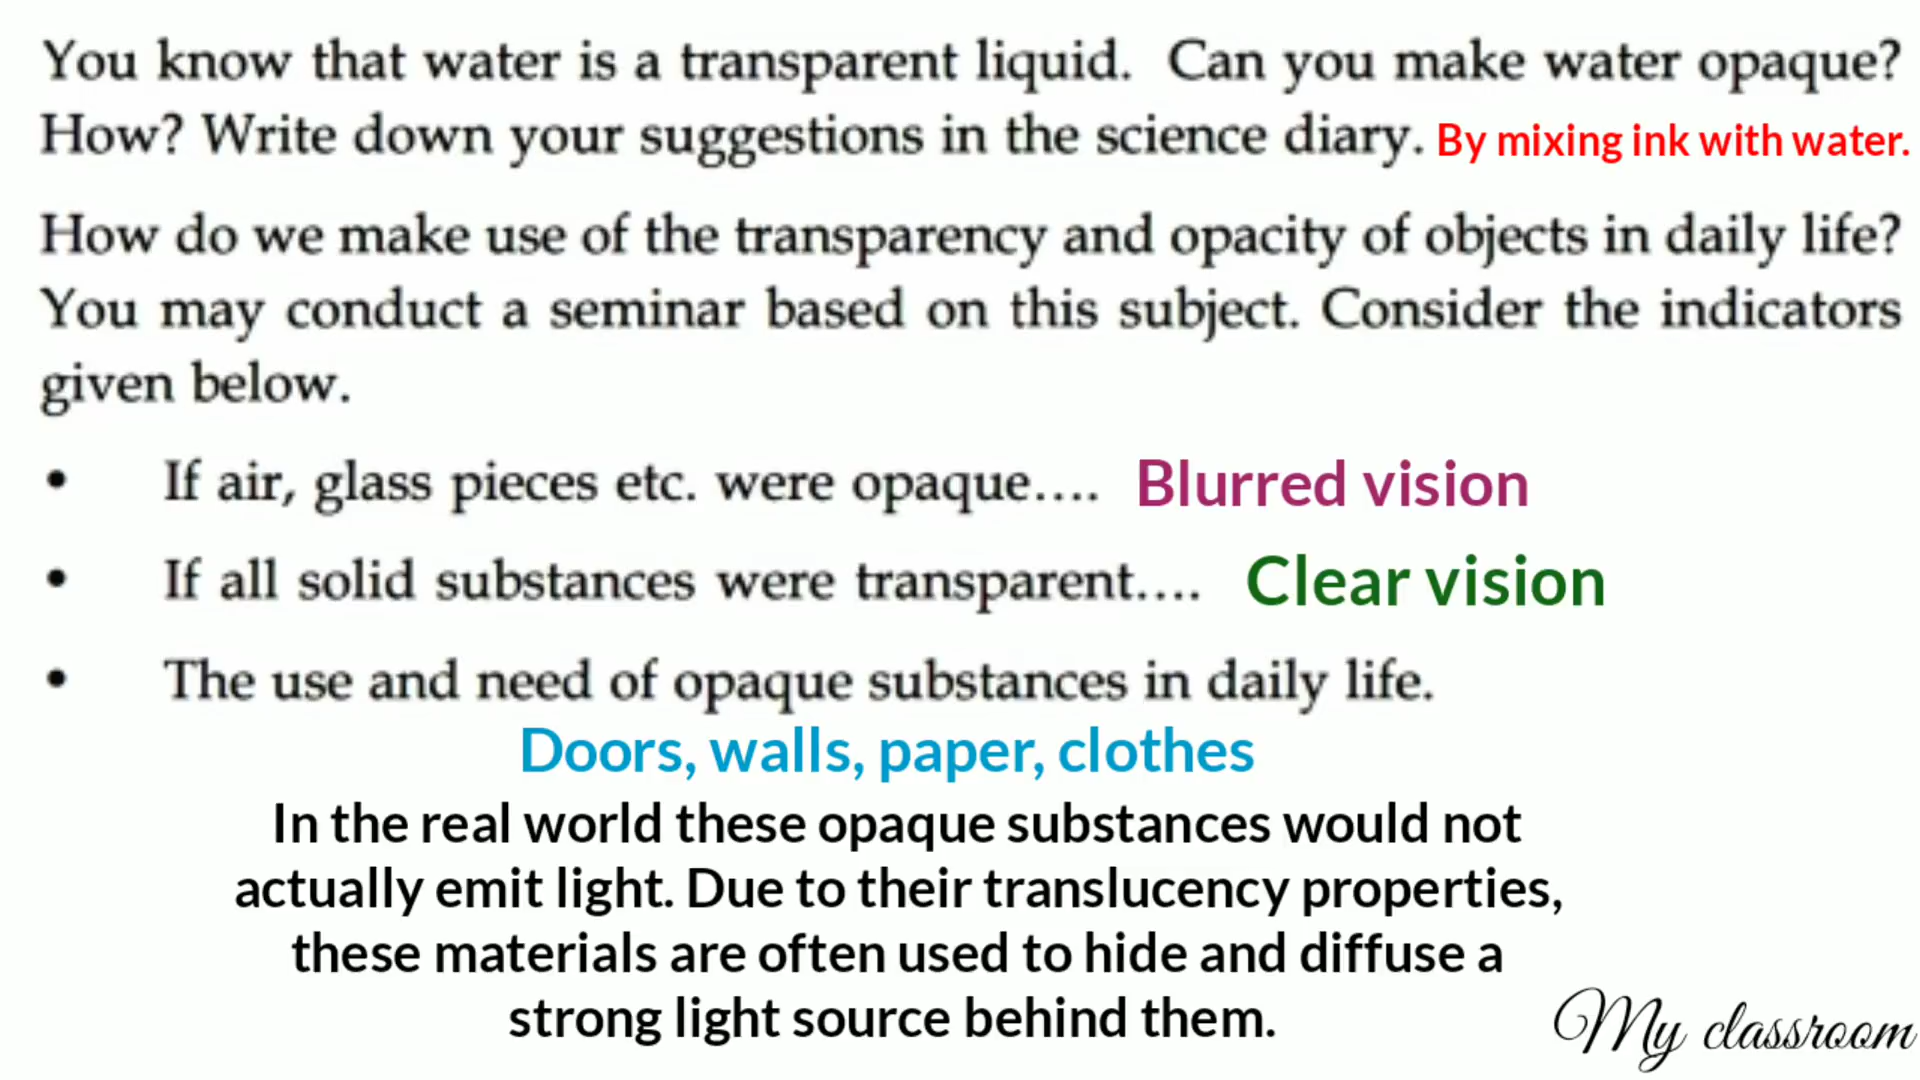 You know that water is a transparent liquid. Can you make water opaque?
How? Write down your suggestions in the science diary. By mixing ink with water.
How do we make use of the transparency and opacity of objects in daily life?
You may conduct a seminar based on this subject. Consider the indicators
given below.
• If air, glass pieces etc. were opaque.... Blurred vision
• If all solid substances were transparent.... Clear vision
• The use and need of opaque substances in daily life.
Doors, walls, paper, clothes
In the real world these opaque substances would not
actually emit light. Due to their translucency properties,
these materials are often used to hide and diffuse a
strong light source behind them.
My classroom